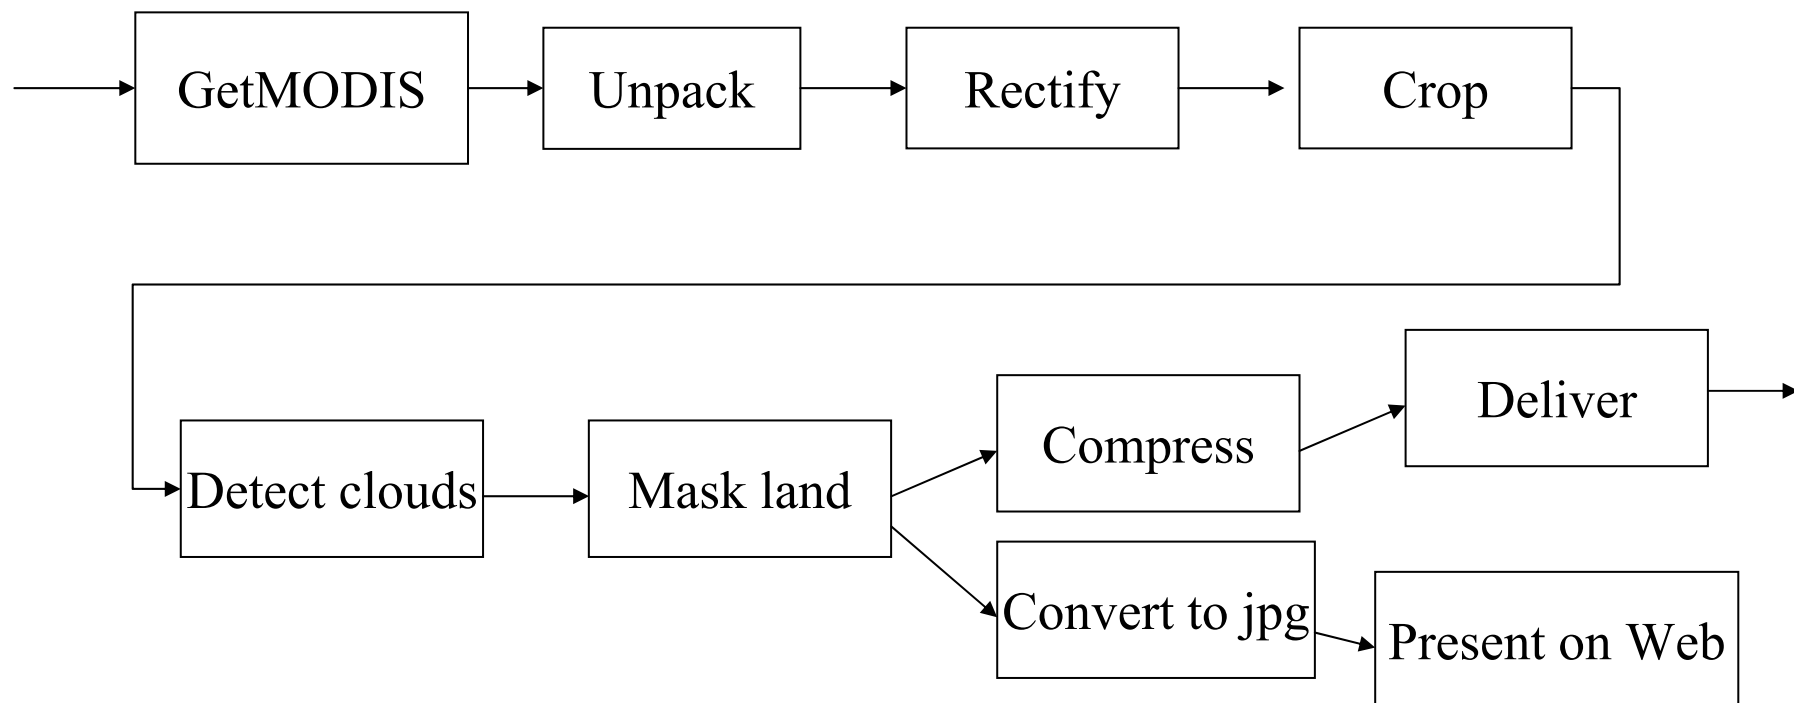 GetMODIS
Unpack
Rectify
Crop
Detect clouds
Mask land
Compress
Deliver
Convert to jpg
Present on Web